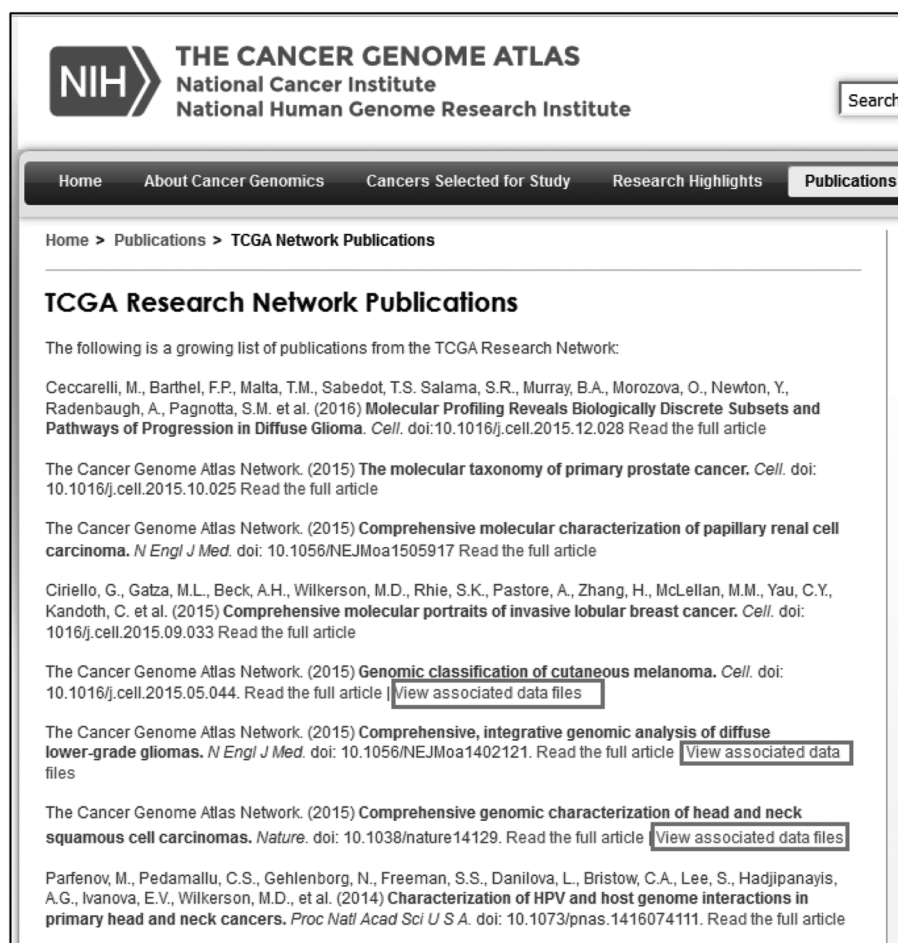 NIH
THE CANCER GENOME ATLAS
National Cancer Institute
National Human Genome Research Institute
Search
Home About Cancer Genomics Cancers Selected for Study Research Highlights Publications
Home > Publications > TCGA Network Publications
TCGA Research Network Publications
The following is a growing list of publications from the TCGA Research Network:
Ceccarelli, M., Barthel, F.P., Malta, T.M., Sabedot, T.S. Salama, S.R., Murray, B.A., Morozova, O., Newton, Y.,
Radenbaugh, A., Pagnotta, S.M. et al. (2016) Molecular Profiling Reveals Biologically Discrete Subsets and
Pathways of Progression in Diffuse Glioma. Cell. doi:10.1016/j.cell.2015.12.028 Read the full article
The Cancer Genome Atlas Network. (2015) The molecular taxonomy of primary prostate cancer. Cell. doi:
10.1016/j.cell.2015.10.025 Read the full article
The Cancer Genome Atlas Network. (2015) Comprehensive molecular characterization of papillary renal cell
carcinoma. N Engl J Med. doi: 10.1056/NEJMoa1505917 Read the full article
Ciriello, G., Gatza, M.L., Beck, A.H., Wilkerson, M.D., Rhie, S.K., Pastore, A., Zhang, H., McLellan, M.M., Yau, C.Y.,
Kandoth, C. et al. (2015) Comprehensive molecular portraits of invasive lobular breast cancer. Cell. doi:
1016/j.cell.2015.09.033 Read the full article
The Cancer Genome Atlas Network. (2015) Genomic classification of cutaneous melanoma. Cell. doi:
10.1016/j.cell.2015.05.044. Read the full article | View associated data files
The Cancer Genome Atlas Network. (2015) Comprehensive, integrative genomic analysis of diffuse
lower-grade gliomas. N Engl J Med. doi: 10.1056/NEJMoa1402121. Read the full article View associated data
files
The Cancer Genome Atlas Network. (2015) Comprehensive genomic characterization of head and neck
squamous cell carcinomas. Nature. doi: 10.1038/nature14129. Read the full article | View associated data files
Parfenov, M., Pedamallu, C.S., Gehlenborg, N., Freeman, S.S., Danilova, L., Bristow, C.A., Lee, S., Hadjipanayis,
A.G., Ivanova, E.V., Wilkerson, M.D., et al. (2014) Characterization of HPV and host genome interactions in
primary head and neck cancers. Proc Natl Acad Sci U S A. doi: 10.1073/pnas.1416074111. Read the full article